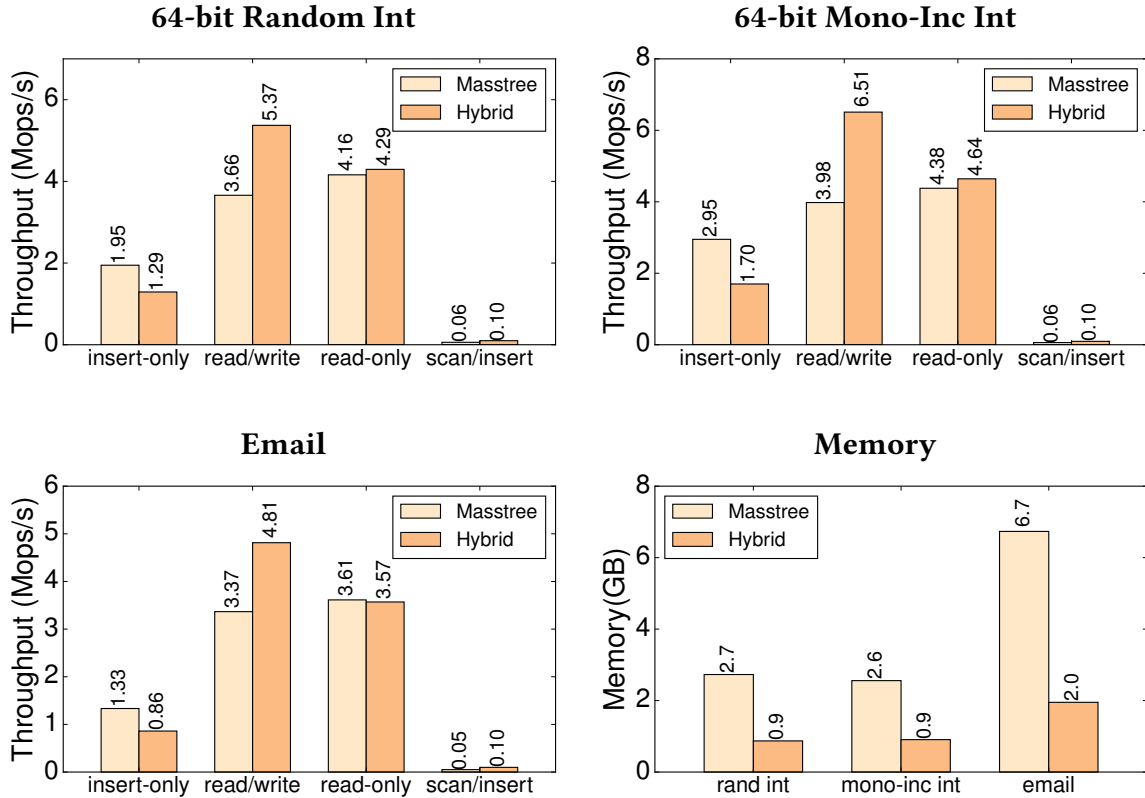 64-bit Random Int
Throughput (Mops/s)
6
4
2
0
Masstree
Hybrid
1.95
1.29
3.66
5.37
4.16
4.29
0.06
0.10
insert-only read/write read-only scan/insert
64-bit Mono-Inc Int
Throughput (Mops/s)
8
6
4
2
0
Masstree
Hybrid
2.95
1.70
3.98
6.51
4.38
4.64
0.06
0.10
insert-only read/write read-only scan/insert
Email
Throughput (Mops/s)
6
5
4
3
2
1
0
Masstree
Hybrid
1.33
0.86
3.37
4.81
3.61
3.57
0.05
0.10
insert-only read/write read-only scan/insert
Memory
Memory(GB)
8
6
4
2
0
Masstree
Hybrid
2.7
0.9
2.6
0.9
6.7
2.0
rand int mono-inc int email